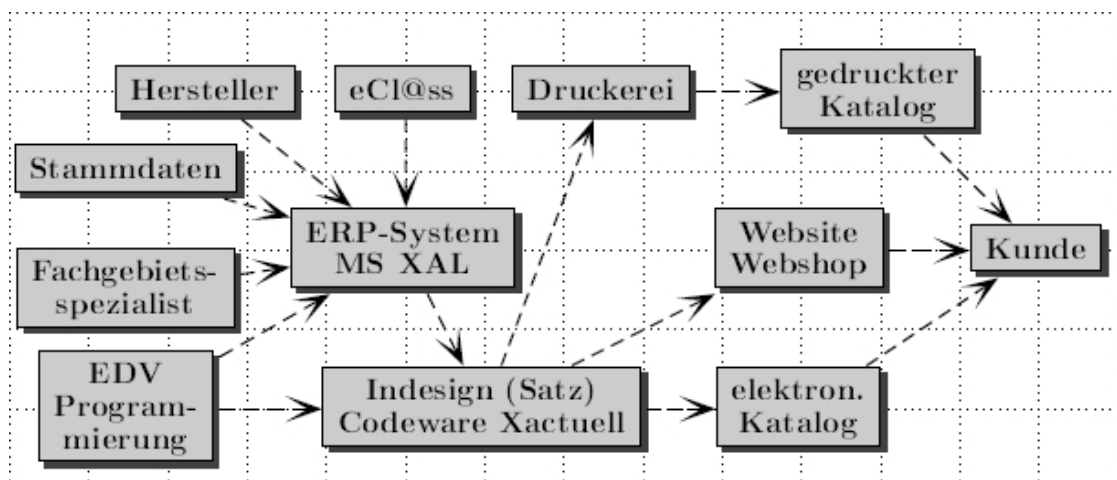 Hersteller
eCl@ss
Druckerei
gedruckter
Katalog
Stammdaten
ERP-System
MS XAL
Website
Webshop
Kunde
Fachgebiets-
spezialist
EDV
Program-
mierung
Indesign (Satz)
Codeware Xactuell
elektron.
Katalog